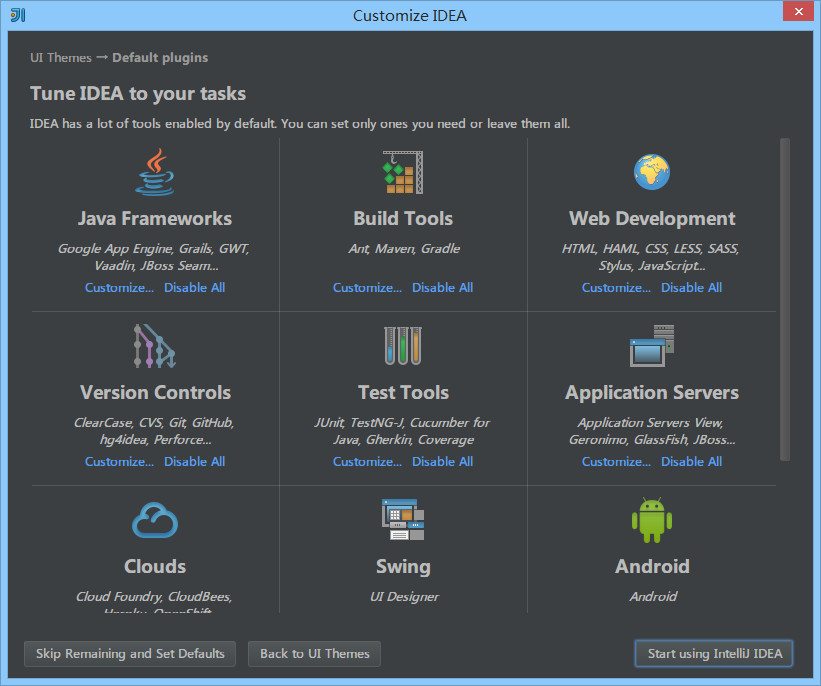 Customize IDEA
UI Themes → Default plugins
Tune IDEA to your tasks
IDEA has a lot of tools enabled by default. You can set only ones you need or leave them all.
Java Frameworks
Google App Engine, Grails, GWT,
Vaadin, JBoss Seam...
Customize... Disable All
Build Tools
Ant, Maven, Gradle
Customize... Disable All
Web Development
HTML, HAML, CSS, LESS, SASS,
Stylus, JavaScript...
Customize... Disable All
Version Controls
ClearCase, CVS, Git, GitHub,
hg4idea, Perforce...
Customize... Disable All
Test Tools
JUnit, TestNG-J, Cucumber for
Java, Gherkin, Coverage
Customize... Disable All
Application Servers
Application Servers View,
Geronimo, GlassFish, JBoss...
Customize... Disable All
Clouds
Cloud Foundry, CloudBees,
Heroku, OpenShift
Swing
UI Designer
Android
Android
Skip Remaining and Set Defaults
Back to UI Themes
Start using IntelliJ IDEA